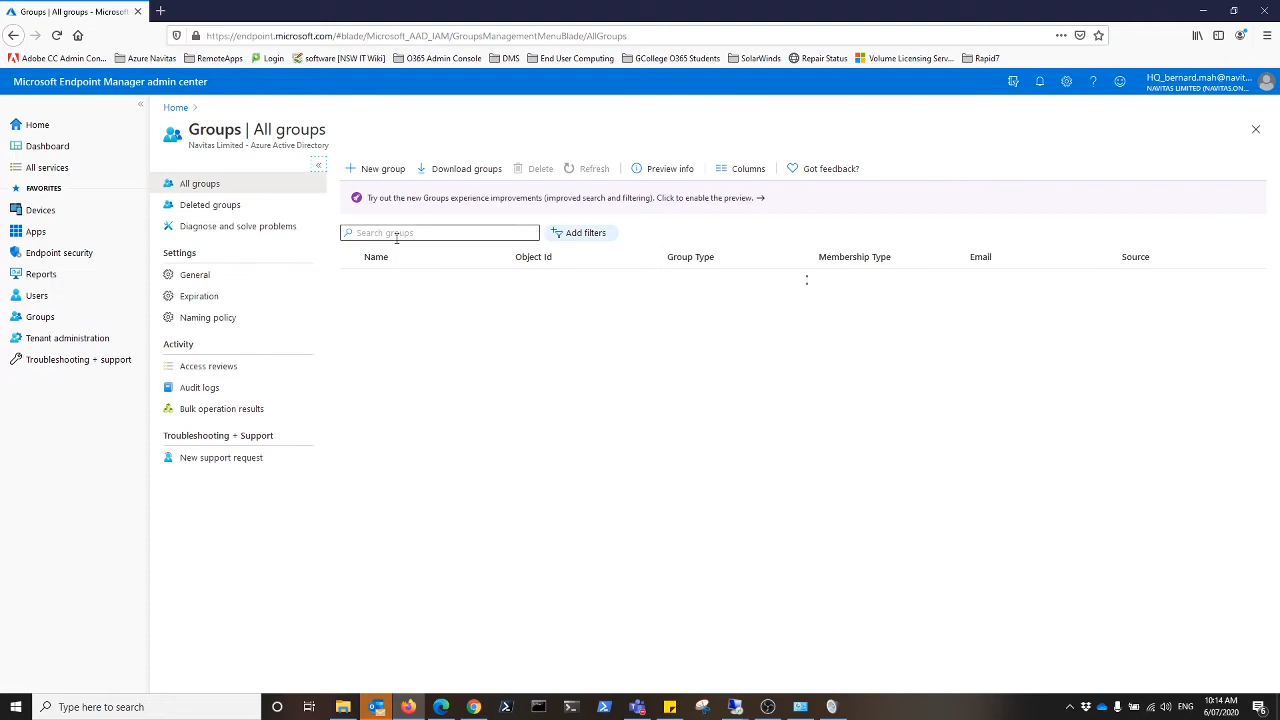 Groups | All groups - Microsoft
https://endpoint.microsoft.com/#blade/Microsoft_AAD_IAM/GroupsManagementMenuBlade/AllGroups
Adobe CC Admin Con... Azure Navitas RemoteApps Login software [NSW IT Wiki] O365 Admin Console DMS End User Computing GCollege O365 Students SolarWinds Repair Status Volume Licensing Serv... Rapid7
Microsoft Endpoint Manager admin center
HQ_bernard.mah@navit...
NAVITAS LIMITED (NAVITAS.ON...
Home
Dashboard
All services
FAVORITES
Devices
Apps
Endpoint security
Reports
Users
Groups
Tenant administration
Troubleshooting + support
Home >
Groups | All groups
Navitas Limited - Azure Active Directory
All groups
Deleted groups
Diagnose and solve problems
Settings
General
Expiration
Naming policy
Activity
Access reviews
Audit logs
Bulk operation results
Troubleshooting + Support
New support request
New group Download groups Delete Refresh Preview info Columns Got feedback?
Try out the new Groups experience improvements (improved search and filtering). Click to enable the preview. →
Search groups Add filters
Name Object Id Group Type Membership Type Email Source
Type here to search
ENG
10:14 AM
6/07/2020